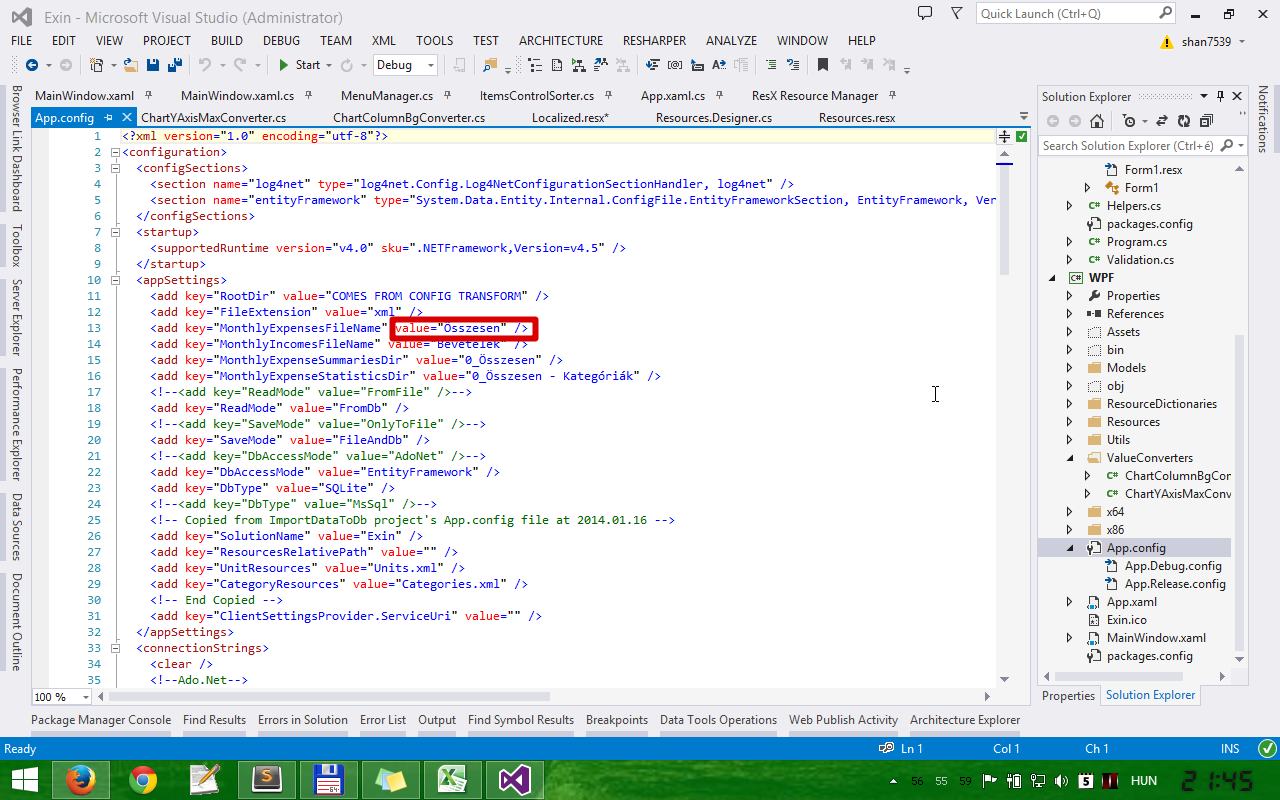 Exin - Microsoft Visual Studio (Administrator)
Quick Launch (Ctrl+Q)
FILE EDIT VIEW PROJECT BUILD DEBUG TEAM XML TOOLS TEST ARCHITECTURE RESHARPER ANALYZE WINDOW HELP
shan7539
Start Debug
Browser Link Dashboard
Toolbox
Server Explorer
Performance Explorer
Data Sources
Document Outline
MainWindow.xaml MainWindow.xaml.cs MenuManager.cs ItemsControlSorter.cs App.xaml.cs ResX Resource Manager
App.config ChartYAxisMaxConverter.cs ChartColumnBgConverter.cs Localized.resx* Resources.Designer.cs Resources.resx
1 <?xml version="1.0" encoding="utf-8"?>
2 <configuration>
3 <configSections>
4 <section name="log4net" type="log4net.Config.Log4NetConfigurationSectionHandler, log4net" />
5 <section name="entityFramework" type="System.Data.Entity.Internal.ConfigFile.EntityFrameworkSection, EntityFramework, Ver
6 </configSections>
7 <startup>
8 <supportedRuntime version="v4.0" sku=".NETFramework,Version=v4.5" />
9 </startup>
10 <appSettings>
11 <add key="RootDir" value="COMES FROM CONFIG TRANSFORM" />
12 <add key="FileExtension" value="xml" />
13 <add key="MonthlyExpensesFileName" value="Összesen" />
14 <add key="MonthlyIncomesFileName" value="Bevételek" />
15 <add key="MonthlyExpenseSummariesDir" value="0_Összesen" />
16 <add key="MonthlyExpenseStatisticsDir" value="0_Összesen - Kategóriák" />
17 <!--<add key="ReadMode" value="FromFile" />-->
18 <add key="ReadMode" value="FromDb" />
19 <!--<add key="SaveMode" value="OnlyToFile" />-->
20 <add key="SaveMode" value="FileAndDb" />
21 <!--<add key="DbAccessMode" value="AdoNet" />-->
22 <add key="DbAccessMode" value="EntityFramework" />
23 <add key="DbType" value="SQLite" />
24 <!--<add key="DbType" value="MsSql" />-->
25 <!-- Copied from ImportDataToDb project's App.config file at 2014.01.16 -->
26 <add key="SolutionName" value="Exin" />
27 <add key="ResourcesRelativePath" value="" />
28 <add key="UnitResources" value="Units.xml" />
29 <add key="CategoryResources" value="Categories.xml" />
30 <!-- End Copied -->
31 <add key="ClientSettingsProvider.ServiceUri" value="" />
32 </appSettings>
33 <connectionStrings>
34 <clear />
35 <!--Ado.Net-->
100 %
Solution Explorer
Search Solution Explorer (Ctrl+é)
Form1.resx
Form1
Helpers.cs
packages.config
Program.cs
Validation.cs
WPF
Properties
References
Assets
bin
Models
obj
ResourceDictionaries
Resources
Utils
ValueConverters
ChartColumnBgCor
ChartYAxisMaxConv
x64
x86
App.config
App.Debug.config
App.Release.config
App.xaml
Exin.ico
MainWindow.xaml
packages.config
Properties Solution Explorer
Notifications
Package Manager Console Find Results Errors in Solution Error List Output Find Symbol Results Breakpoints Data Tools Operations Web Publish Activity Architecture Explorer
Ready Ln 1 Col 1 Ch 1 INS
56 55 59 5 HUN 21:45